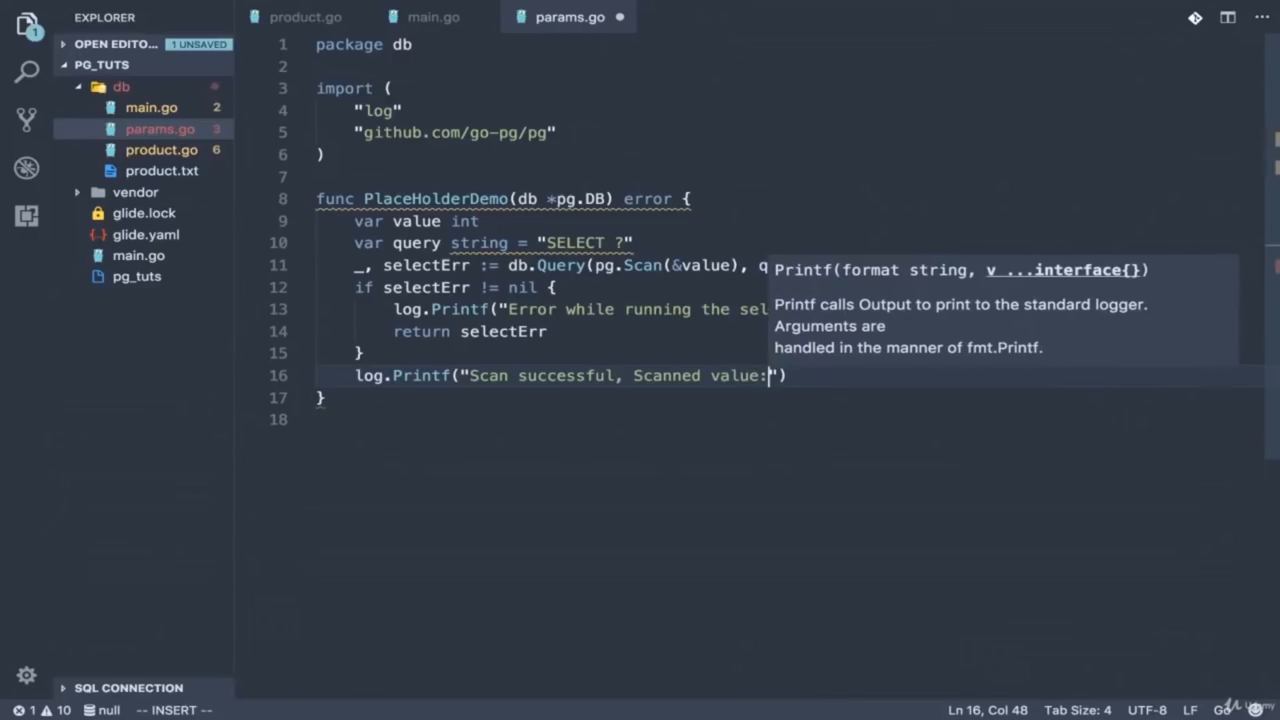 EXPLORER
product.go
main.go
params.go
OPEN EDITO...
1 UNSAVED
PG_TUTS
db
main.go 2
params.go 3
product.go 6
product.txt
vendor
glide.lock
glide.yaml
main.go
pg_tuts
SQL CONNECTION
1 package db
2
3 import (
4 "log"
5 "github.com/go-pg/pg"
6 )
7
8 func PlaceHolderDemo(db *pg.DB) error {
9 var value int
10 var query string = "SELECT ?"
11 _, selectErr := db.Query(pg.Scan(&value), q
12 if selectErr != nil {
13 log.Printf("Error while running the sel
14 return selectErr
15 }
16 log.Printf("Scan successful, Scanned value:")
17 }
18
Printf(format string, v ...interface{})
Printf calls Output to print to the standard logger.
Arguments are
handled in the manner of fmt.Printf.
1 10 null -- INSERT --
Ln 16, Col 48 Tab Size: 4 UTF-8 LF Go
Udemy
1